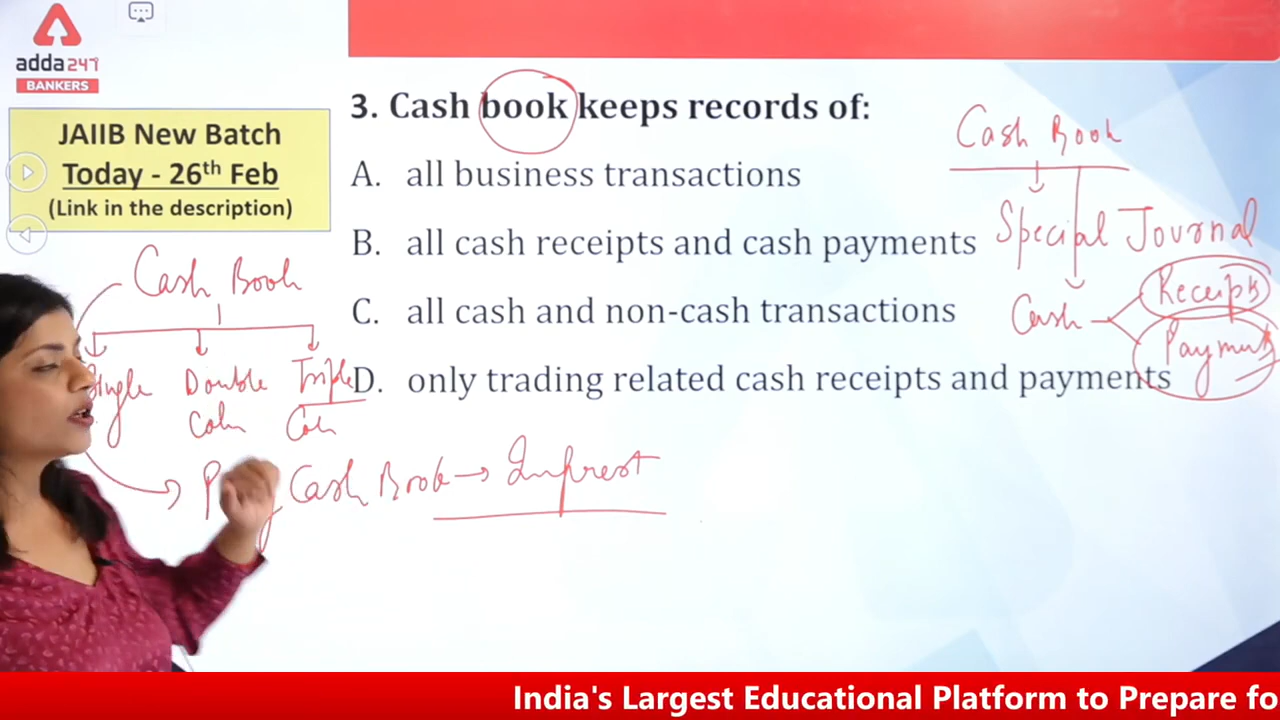 adda247
BANKERS
JAIIB New Batch
Today - 26th Feb
(Link in the description)
3. Cash book keeps records of:
A. all business transactions
B. all cash receipts and cash payments
C. all cash and non-cash transactions
D. only trading related cash receipts and payments
Cash Book
Special Journal
Cash
Receipts
Payment
Cash Book
Double Triple
Colm
Cash Book → Imprest
India's Largest Educational Platform to Prepare fo